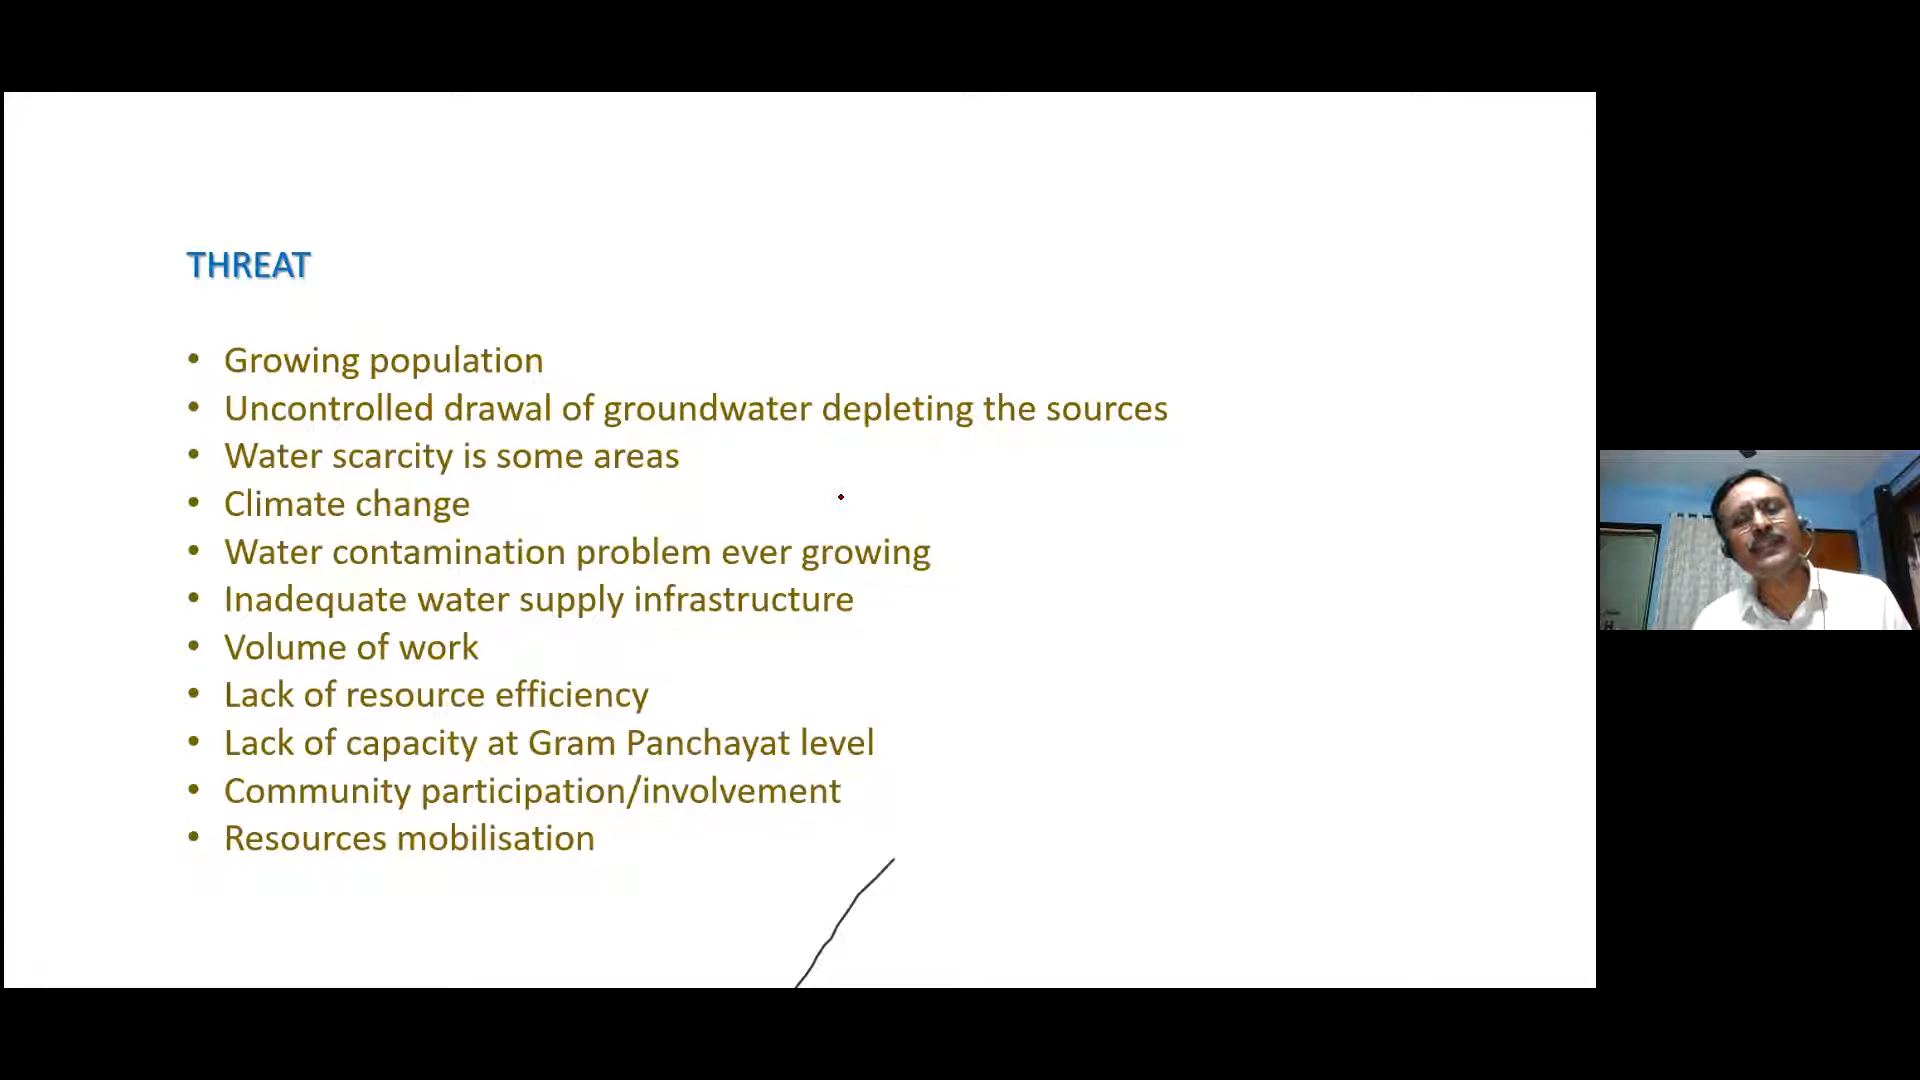 THREAT
• Growing population
• Uncontrolled drawal of groundwater depleting the sources
• Water scarcity is some areas
• Climate change
• Water contamination problem ever growing
• Inadequate water supply infrastructure
• Volume of work
• Lack of resource efficiency
• Lack of capacity at Gram Panchayat level
• Community participation/involvement
• Resources mobilisation